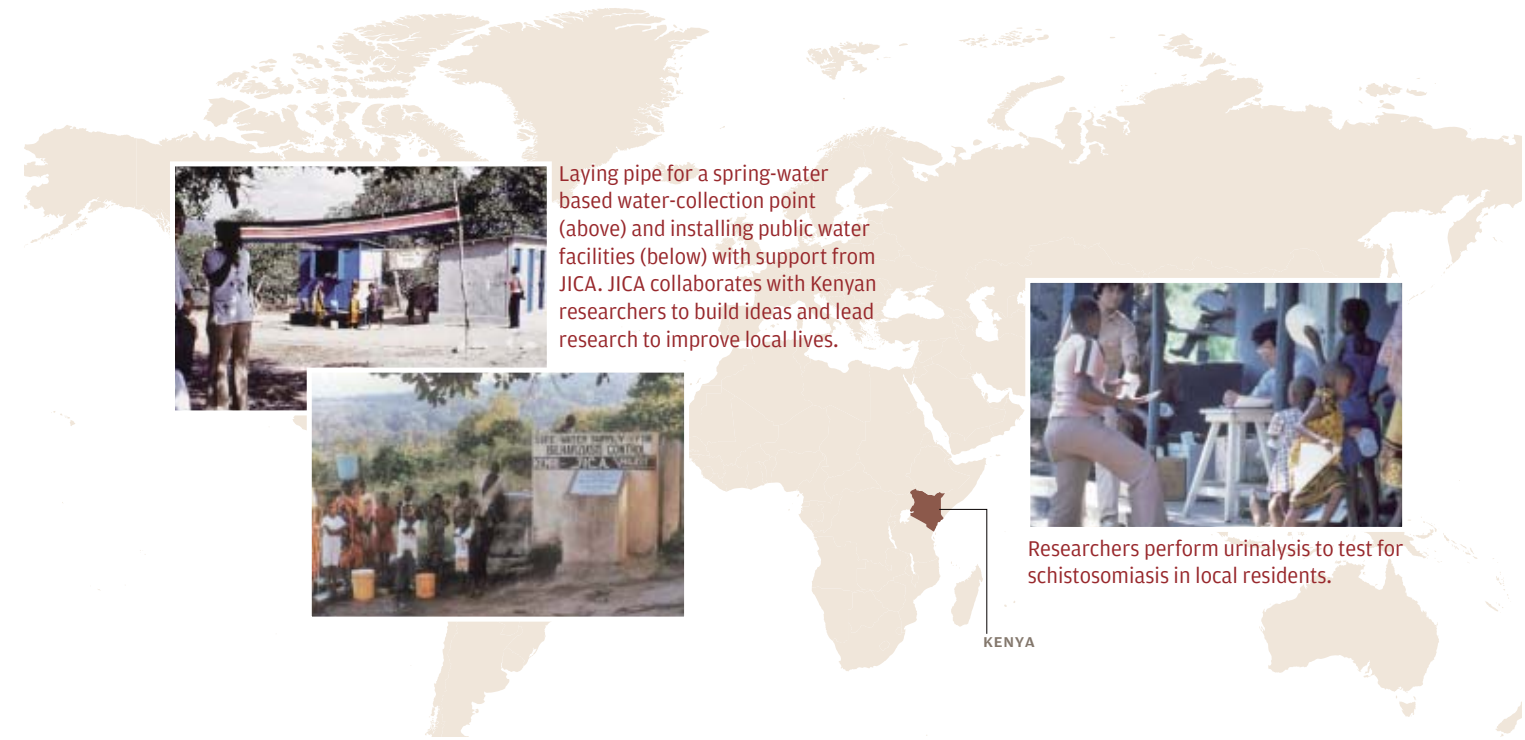 Laying pipe for a spring-water
based water-collection point
(above) and installing public water
facilities (below) with support from
JICA. JICA collaborates with Kenyan
researchers to build ideas and lead
research to improve local lives.
SAFE WATER SUPPLY FOR
BILHARZIASIS CONTROL
JICA
Researchers perform urinalysis to test for
schistosomiasis in local residents.
KENYA